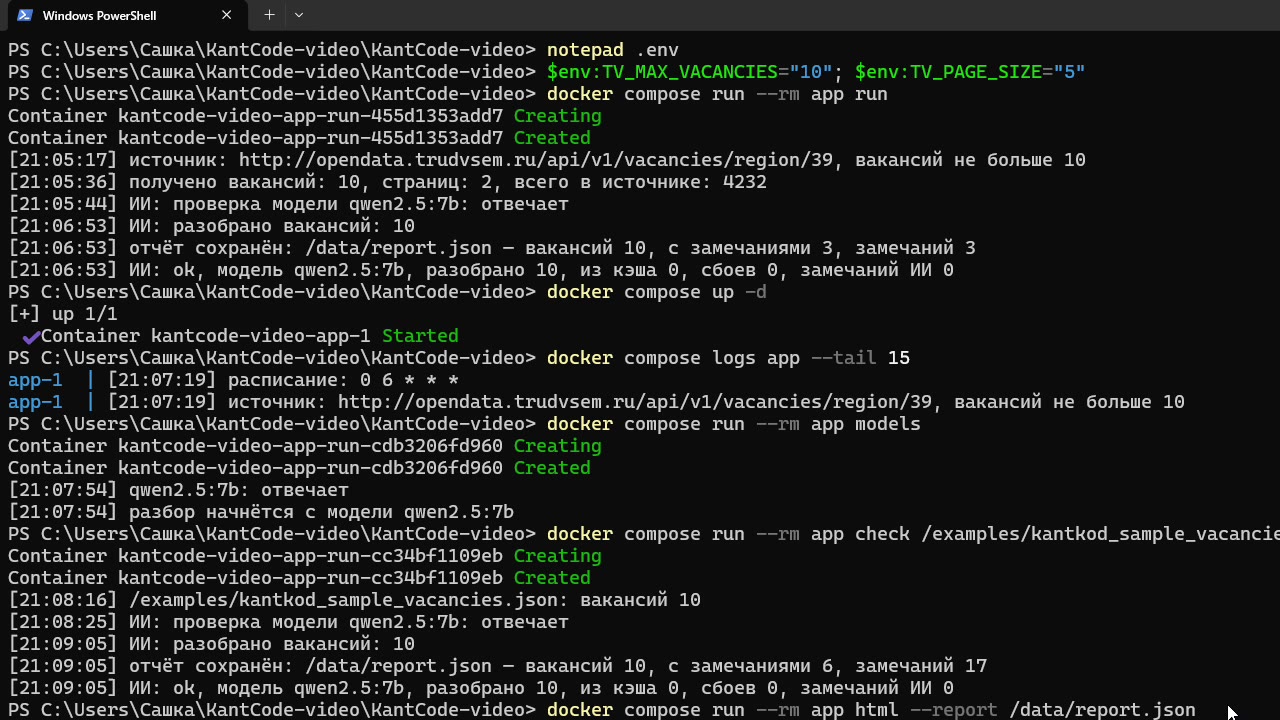 Windows PowerShell
PS C:\Users\Сашка\KantCode-video\KantCode-video> notepad .env
PS C:\Users\Сашка\KantCode-video\KantCode-video> $env:TV_MAX_VACANCIES="10"; $env:TV_PAGE_SIZE="5"
PS C:\Users\Сашка\KantCode-video\KantCode-video> docker compose run --rm app run
Container kantcode-video-app-run-455d1353add7 Creating
Container kantcode-video-app-run-455d1353add7 Created
[21:05:17] источник: http://opendata.trudvsem.ru/api/v1/vacancies/region/39, вакансий не больше 10
[21:05:36] получено вакансий: 10, страниц: 2, всего в источнике: 4232
[21:05:44] ИИ: проверка модели qwen2.5:7b: отвечает
[21:06:53] ИИ: разобрано вакансий: 10
[21:06:53] отчёт сохранён: /data/report.json — вакансий 10, с замечаниями 3, замечаний 3
[21:06:53] ИИ: ok, модель qwen2.5:7b, разобрано 10, из кэша 0, сбоев 0, замечаний ИИ 0
PS C:\Users\Сашка\KantCode-video\KantCode-video> docker compose up -d
[+] up 1/1
✔Container kantcode-video-app-1 Started
PS C:\Users\Сашка\KantCode-video\KantCode-video> docker compose logs app --tail 15
app-1  | [21:07:19] расписание: 0 6 * * *
app-1  | [21:07:19] источник: http://opendata.trudvsem.ru/api/v1/vacancies/region/39, вакансий не больше 10
PS C:\Users\Сашка\KantCode-video\KantCode-video> docker compose run --rm app models
Container kantcode-video-app-run-cdb3206fd960 Creating
Container kantcode-video-app-run-cdb3206fd960 Created
[21:07:54] qwen2.5:7b: отвечает
[21:07:54] разбор начнётся с модели qwen2.5:7b
PS C:\Users\Сашка\KantCode-video\KantCode-video> docker compose run --rm app check /examples/kantkod_sample_vacancie
Container kantcode-video-app-run-cc34bf1109eb Creating
Container kantcode-video-app-run-cc34bf1109eb Created
[21:08:16] /examples/kantkod_sample_vacancies.json: вакансий 10
[21:08:25] ИИ: проверка модели qwen2.5:7b: отвечает
[21:09:05] ИИ: разобрано вакансий: 10
[21:09:05] отчёт сохранён: /data/report.json — вакансий 10, с замечаниями 6, замечаний 17
[21:09:05] ИИ: ok, модель qwen2.5:7b, разобрано 10, из кэша 0, сбоев 0, замечаний ИИ 0
PS C:\Users\Сашка\KantCode-video\KantCode-video> docker compose run --rm app html --report /data/report.json